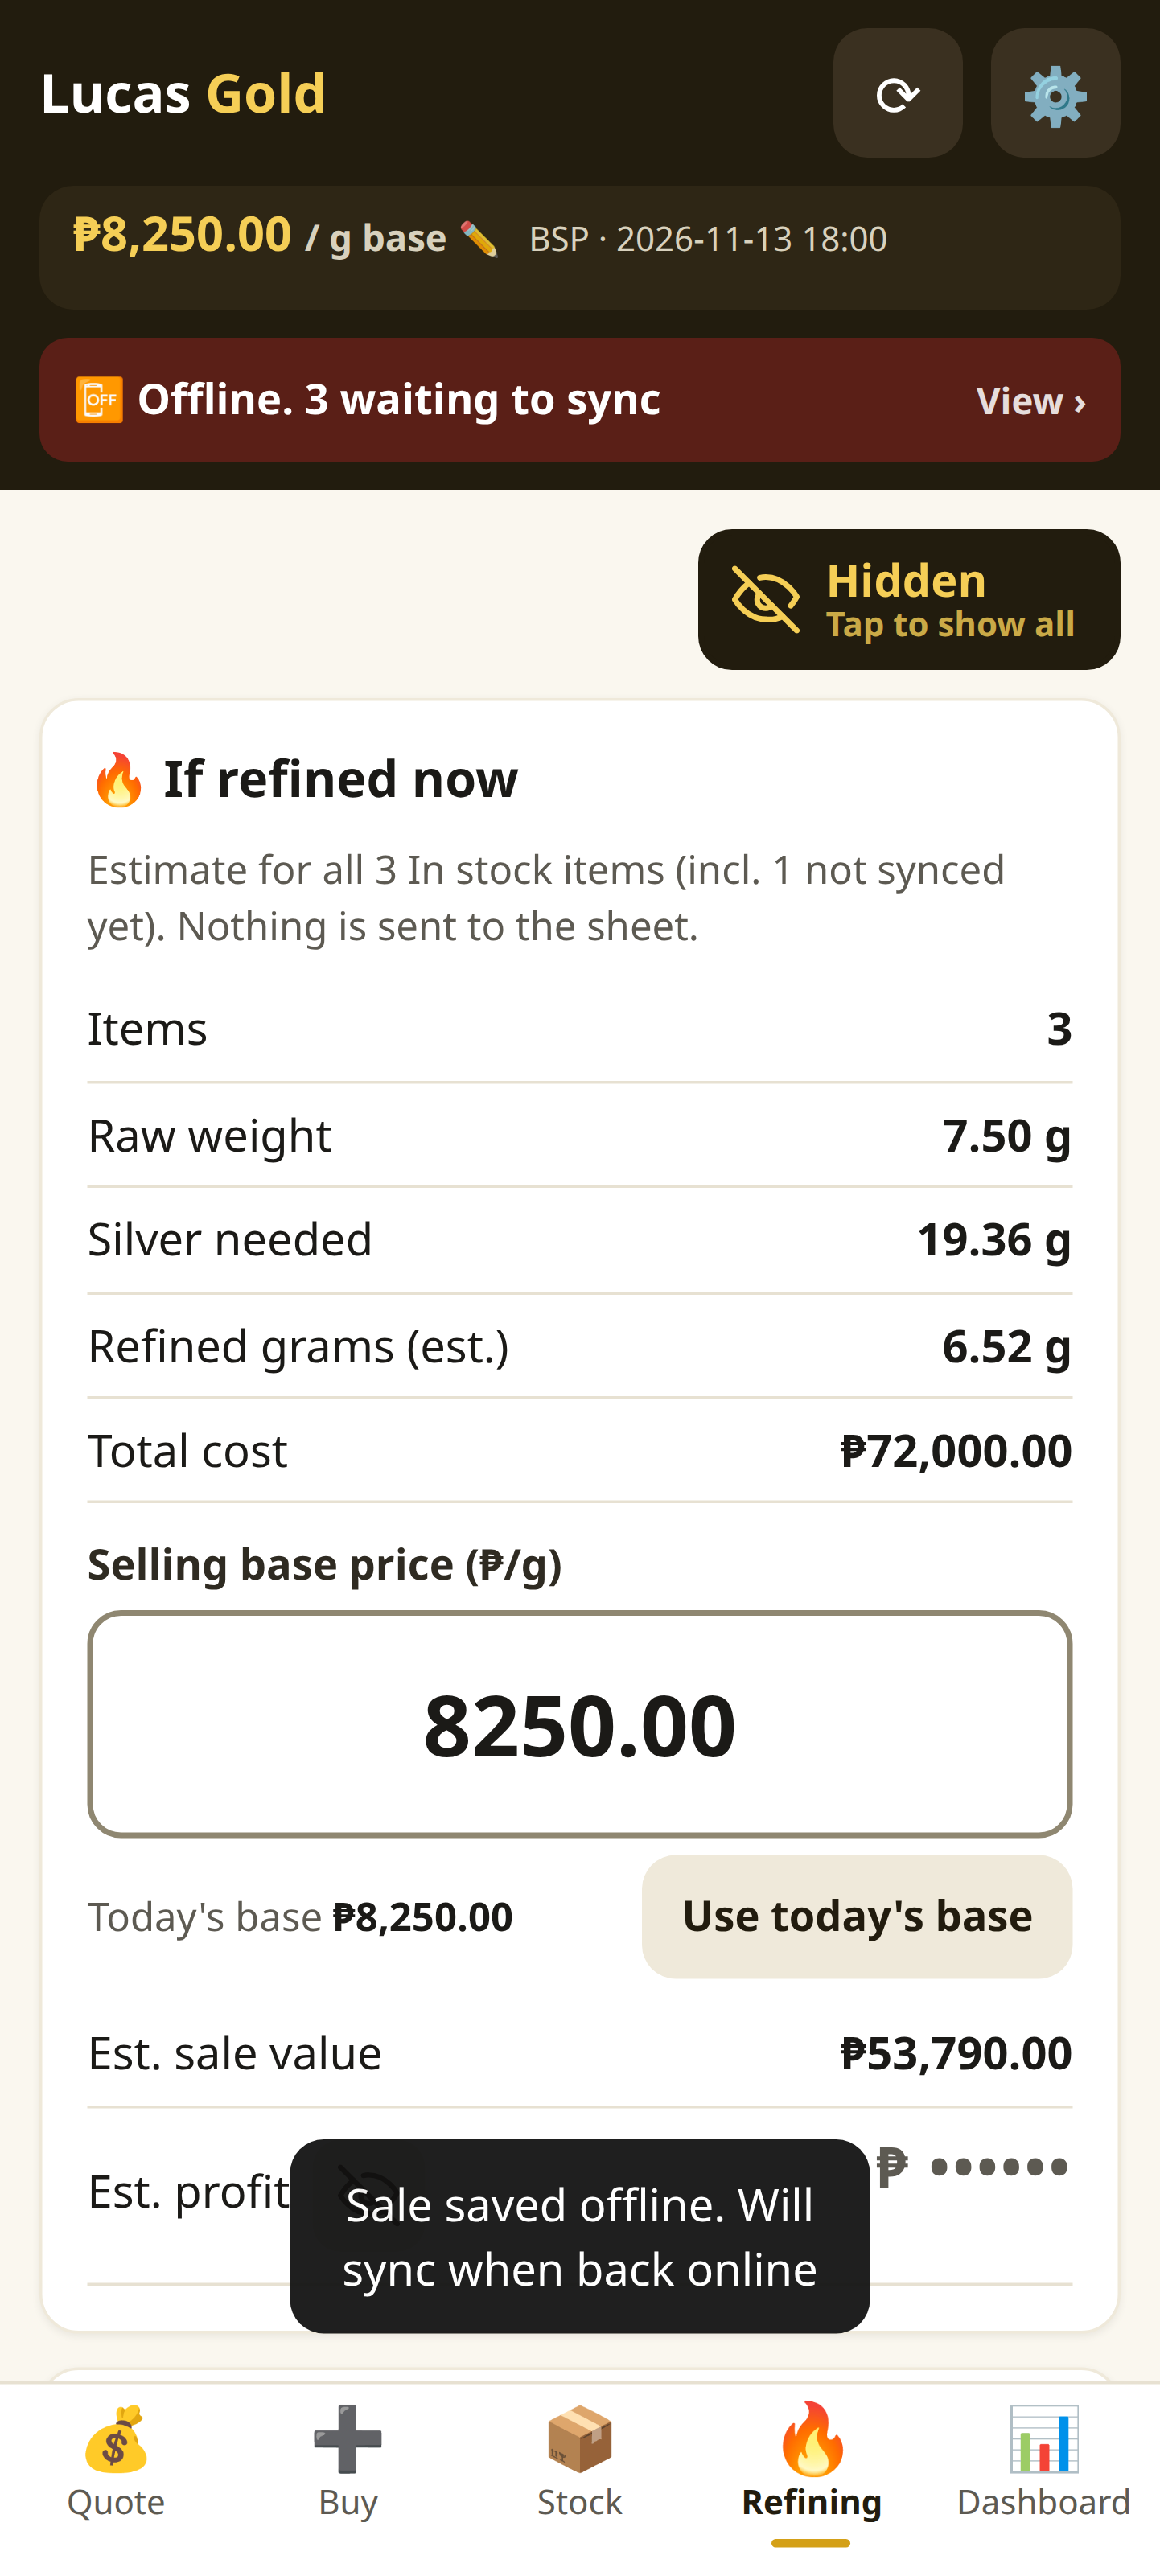 Lucas Gold
₱8,250.00 / g base BSP · 2026-11-13 18:00
OFF Offline. 3 waiting to sync View ›
Hidden
Tap to show all
If refined now
Estimate for all 3 In stock items (incl. 1 not synced
yet). Nothing is sent to the sheet.
Items 3
Raw weight 7.50 g
Silver needed 19.36 g
Refined grams (est.) 6.52 g
Total cost ₱72,000.00
Selling base price (₱/g)
8250.00
Today's base ₱8,250.00 Use today's base
Est. sale value ₱53,790.00
Est. profit ₱ ••••••
Sale saved offline. Will
sync when back online
Quote Buy Stock Refining Dashboard